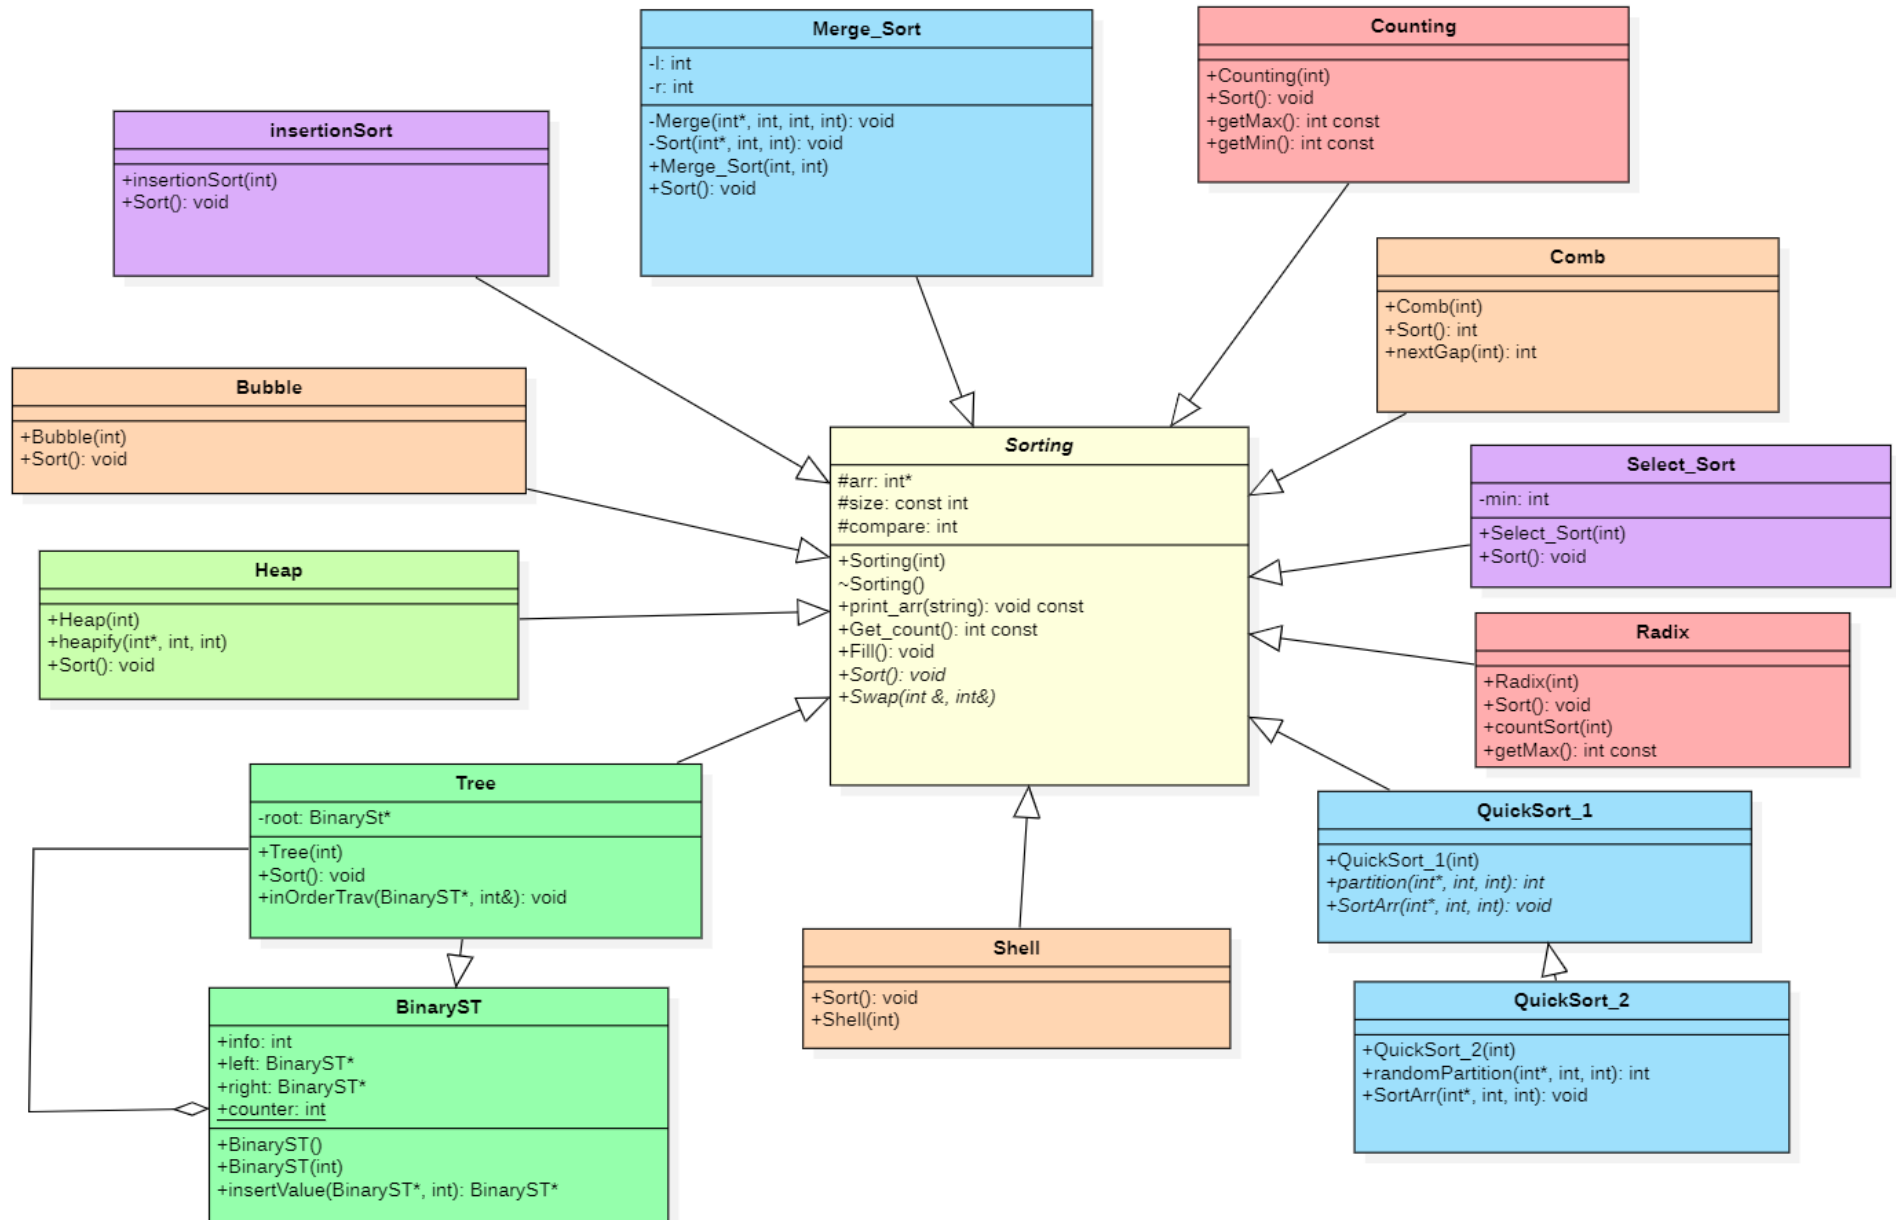 Merge_Sort
-l: int
-r: int
-Merge(int*, int, int, int): void
-Sort(int*, int, int): void
+Merge_Sort(int, int)
+Sort(): void
Counting
+Counting(int)
+Sort(): void
+getMax(): int const
+getMin(): int const
insertionSort
+insertionSort(int)
+Sort(): void
Comb
+Comb(int)
+Sort(): int
+nextGap(int): int
Bubble
+Bubble(int)
+Sort(): void
Sorting
#arr: int*
#size: const int
#compare: int
+Sorting(int)
~Sorting()
+print_arr(string): void const
+Get_count(): int const
+Fill(): void
+Sort(): void
+Swap(int &, int&)
Select_Sort
-min: int
+Select_Sort(int)
+Sort(): void
Heap
+Heap(int)
+heapify(int*, int, int)
+Sort(): void
Radix
+Radix(int)
+Sort(): void
+countSort(int)
+getMax(): int const
Tree
-root: BinarySt*
+Tree(int)
+Sort(): void
+inOrderTrav(BinaryST*, int&): void
QuickSort_1
+QuickSort_1(int)
+partition(int*, int, int): int
+SortArr(int*, int, int): void
Shell
+Sort(): void
+Shell(int)
BinaryST
+info: int
+left: BinaryST*
+right: BinaryST*
+counter: int
+BinaryST()
+BinaryST(int)
+insertValue(BinaryST*, int): BinaryST*
QuickSort_2
+QuickSort_2(int)
+randomPartition(int*, int, int): int
+SortArr(int*, int, int): void